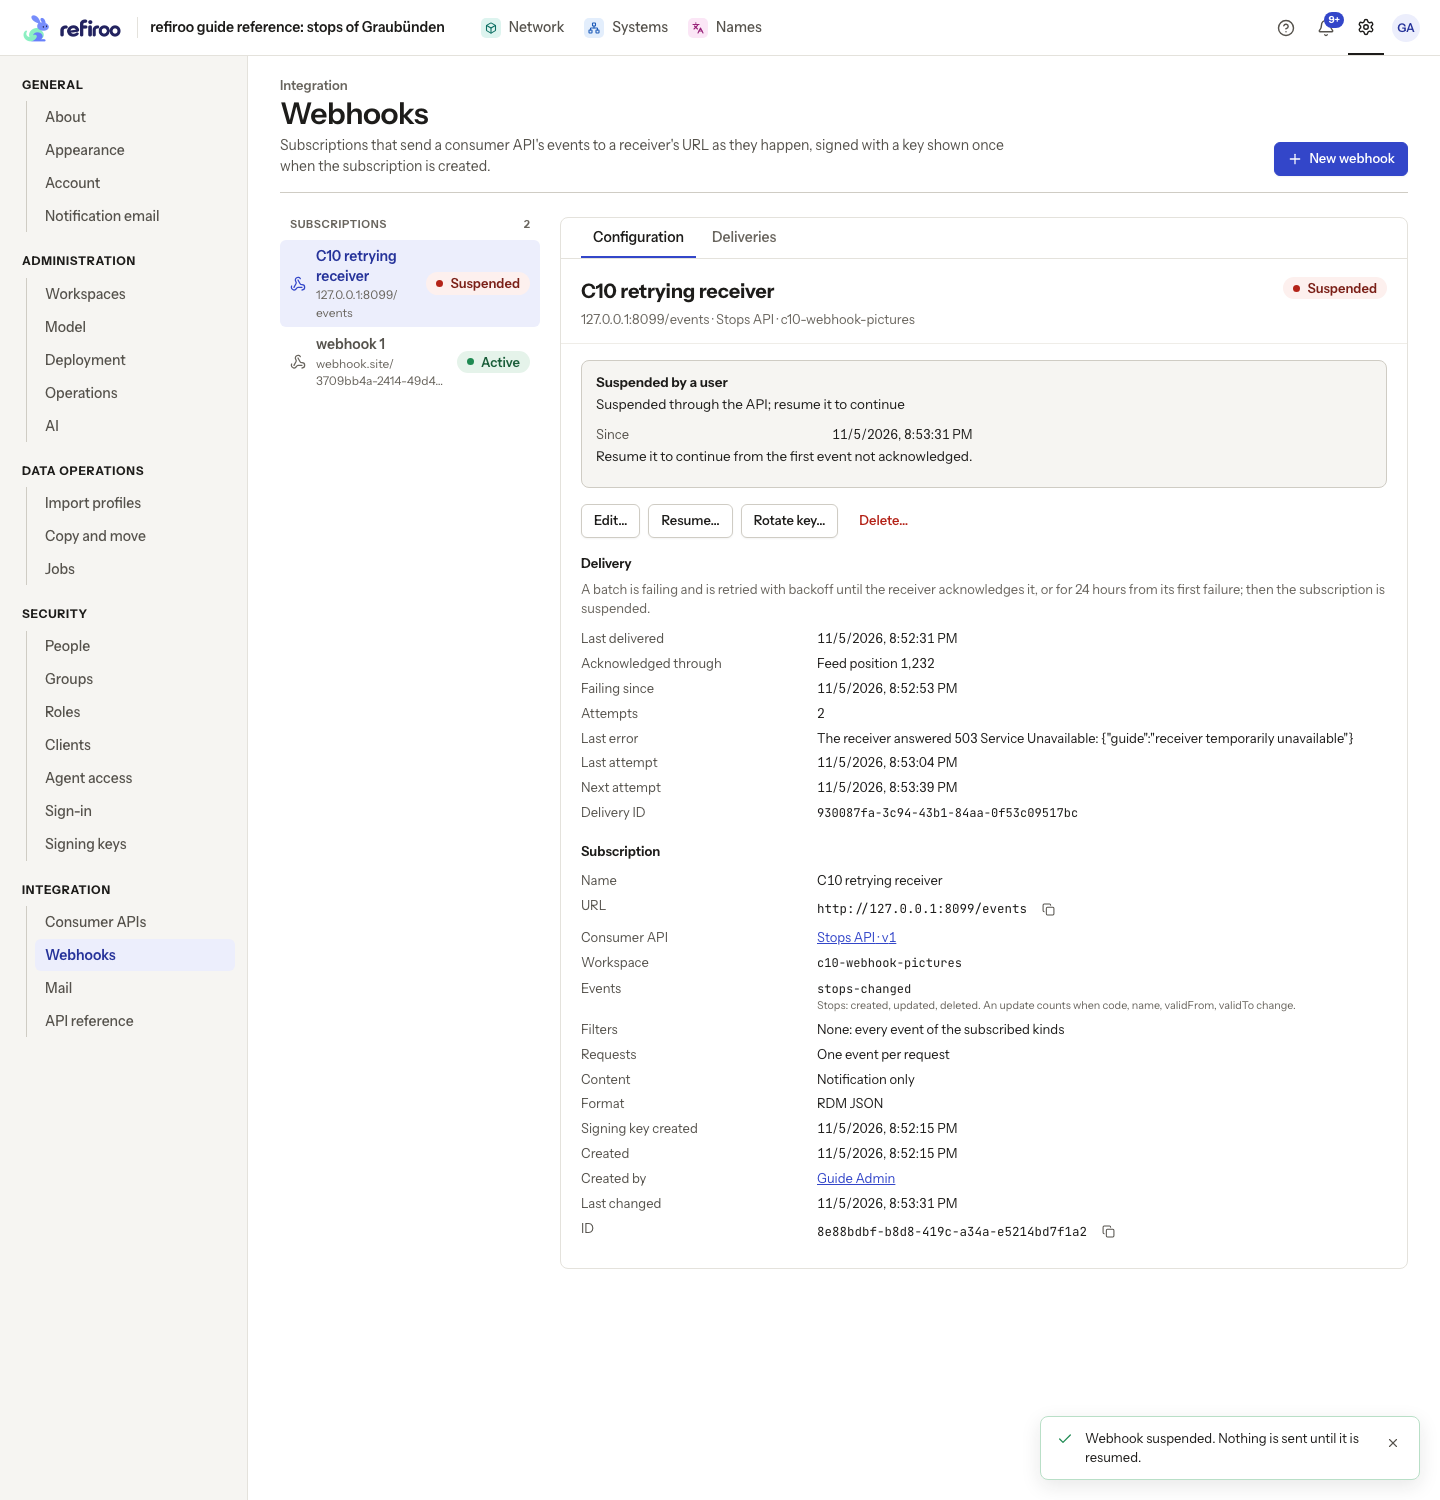 refiroo
refiroo guide reference: stops of Graubünden
Network
Systems
Names
9+
GA
GENERAL
About
Appearance
Account
Notification email
ADMINISTRATION
Workspaces
Model
Deployment
Operations
AI
DATA OPERATIONS
Import profiles
Copy and move
Jobs
SECURITY
People
Groups
Roles
Clients
Agent access
Sign-in
Signing keys
INTEGRATION
Consumer APIs
Webhooks
Mail
API reference
Integration
Webhooks
Subscriptions that send a consumer API's events to a receiver's URL as they happen, signed with a key shown once
when the subscription is created.
New webhook
SUBSCRIPTIONS 2
C10 retrying
receiver
127.0.0.1:8099/
events
Suspended
webhook 1
webhook.site/
3709bb4a-2414-49d4…
Active
Configuration
Deliveries
C10 retrying receiver
Suspended
127.0.0.1:8099/events · Stops API · c10-webhook-pictures
Suspended by a user
Suspended through the API; resume it to continue
Since 11/5/2026, 8:53:31 PM
Resume it to continue from the first event not acknowledged.
Edit…
Resume…
Rotate key…
Delete…
Delivery
A batch is failing and is retried with backoff until the receiver acknowledges it, or for 24 hours from its first failure; then the subscription is
suspended.
Last delivered 11/5/2026, 8:52:31 PM
Acknowledged through Feed position 1,232
Failing since 11/5/2026, 8:52:53 PM
Attempts 2
Last error The receiver answered 503 Service Unavailable: {"guide":"receiver temporarily unavailable"}
Last attempt 11/5/2026, 8:53:04 PM
Next attempt 11/5/2026, 8:53:39 PM
Delivery ID 930087fa-3c94-43b1-84aa-0f53c09517bc
Subscription
Name C10 retrying receiver
URL http://127.0.0.1:8099/events
Consumer API Stops API · v1
Workspace c10-webhook-pictures
Events stops-changed
Stops: created, updated, deleted. An update counts when code, name, validFrom, validTo change.
Filters None: every event of the subscribed kinds
Requests One event per request
Content Notification only
Format RDM JSON
Signing key created 11/5/2026, 8:52:15 PM
Created 11/5/2026, 8:52:15 PM
Created by Guide Admin
Last changed 11/5/2026, 8:53:31 PM
ID 8e88bdbf-b8d8-419c-a34a-e5214bd7f1a2
Webhook suspended. Nothing is sent until it is
resumed.